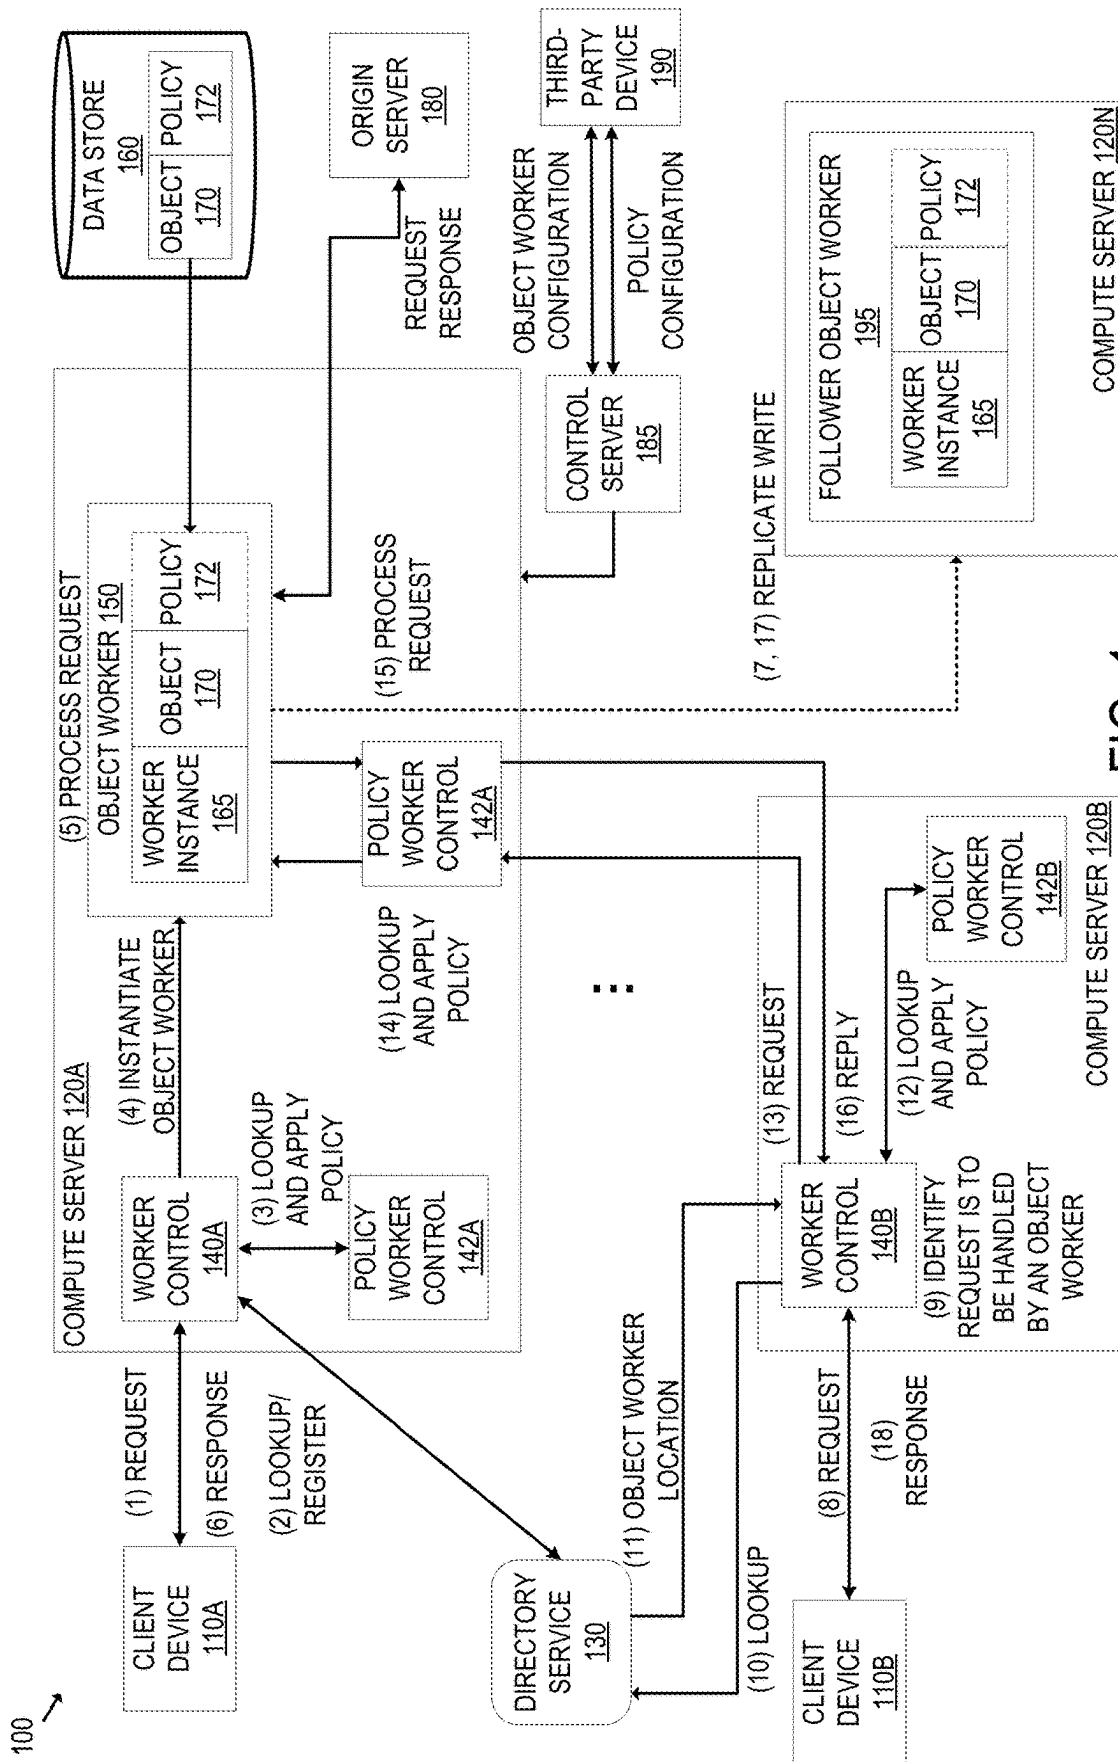 100
CLIENT
DEVICE
110A
(1) REQUEST
(6) RESPONSE
(2) LOOKUP/
REGISTER
COMPUTE SERVER 120A
WORKER
CONTROL
140A
(3) LOOKUP
AND APPLY
POLICY
POLICY
WORKER
CONTROL
142A
(4) INSTANTIATE
OBJECT WORKER
(5) PROCESS REQUEST
OBJECT WORKER 150
WORKER
INSTANCE
165
OBJECT
170
POLICY
172
(14) LOOKUP
AND APPLY
POLICY
POLICY
WORKER
CONTROL
142A
(15) PROCESS
REQUEST
DATA STORE
160
OBJECT
170
POLICY
172
REQUEST
RESPONSE
ORIGIN
SERVER
180
CONTROL
SERVER
185
OBJECT WORKER
CONFIGURATION
POLICY
CONFIGURATION
THIRD-
PARTY
DEVICE
190
DIRECTORY
SERVICE
130
(11) OBJECT WORKER
LOCATION
(10) LOOKUP
CLIENT
DEVICE
110B
(8) REQUEST
(18)
RESPONSE
(13) REQUEST
(16) REPLY
WORKER
CONTROL
140B
(9) IDENTIFY
REQUEST IS TO
BE HANDLED
BY AN OBJECT
WORKER
(12) LOOKUP
AND APPLY
POLICY
POLICY
WORKER
CONTROL
142B
COMPUTE SERVER 120B
...
(7, 17) REPLICATE WRITE
FOLLOWER OBJECT WORKER
195
WORKER
INSTANCE
165
OBJECT
170
POLICY
172
COMPUTE SERVER 120N